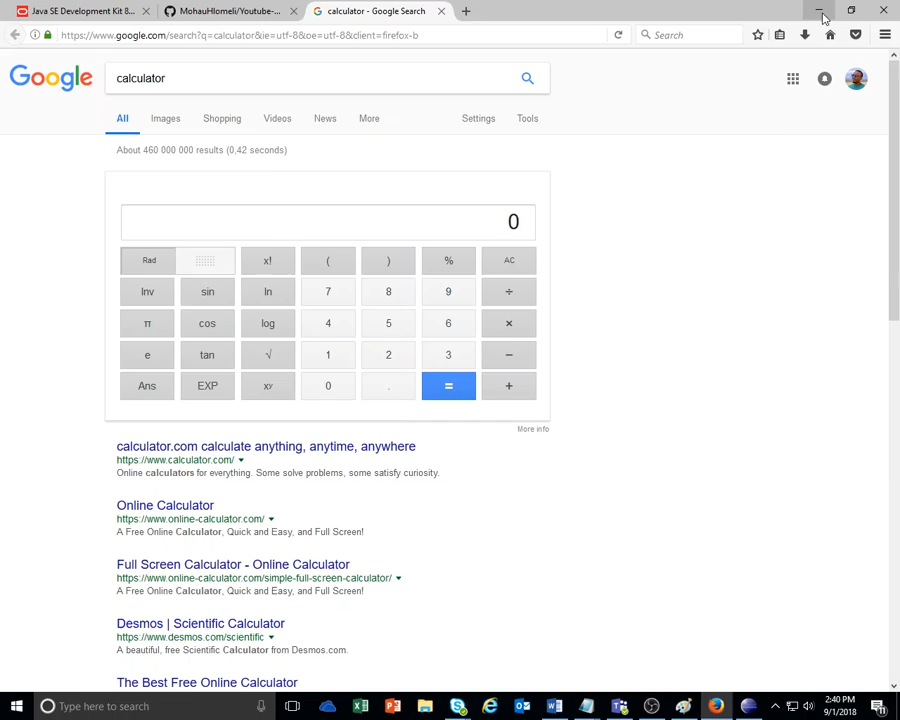 Java SE Development Kit 8... MohauHlomeli/Youtube-... calculator - Google Search
https://www.google.com/search?q=calculator&ie=utf-8&oe=utf-8&client=firefox-b Search
Google calculator
All Images Shopping Videos News More Settings Tools
About 460 000 000 results (0,42 seconds)
0
Rad x! ( ) % AC
Inv sin ln 7 8 9 ÷
π cos log 4 5 6 ×
e tan √ 1 2 3 −
Ans EXP xy 0 . = +
More info
calculator.com calculate anything, anytime, anywhere
https://www.calculator.com/
Online calculators for everything. Some solve problems, some satisfy curiosity.
Online Calculator
https://www.online-calculator.com/
A Free Online Calculator, Quick and Easy, and Full Screen!
Full Screen Calculator - Online Calculator
https://www.online-calculator.com/simple-full-screen-calculator/
A Free Online Calculator, Quick and Easy, and Full Screen!
Desmos | Scientific Calculator
https://www.desmos.com/scientific
A beautiful, free Scientific Calculator from Desmos.com.
The Best Free Online Calculator
Type here to search
2:40 PM
9/1/2018
11